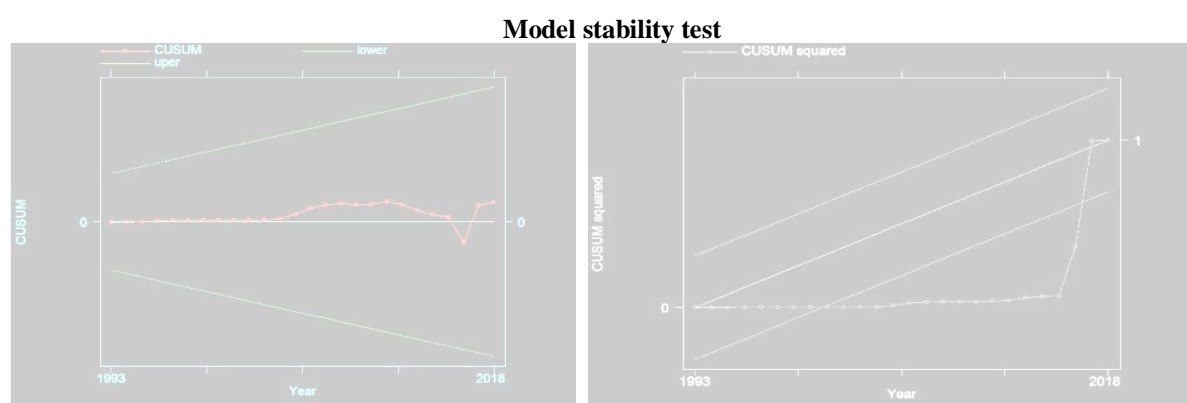 Model stability test
CUSUM lower
uper
CUSUM
0 0
1993 2018
Year
CUSUM squared
CUSUM squared
0 1
1993 2018
Year